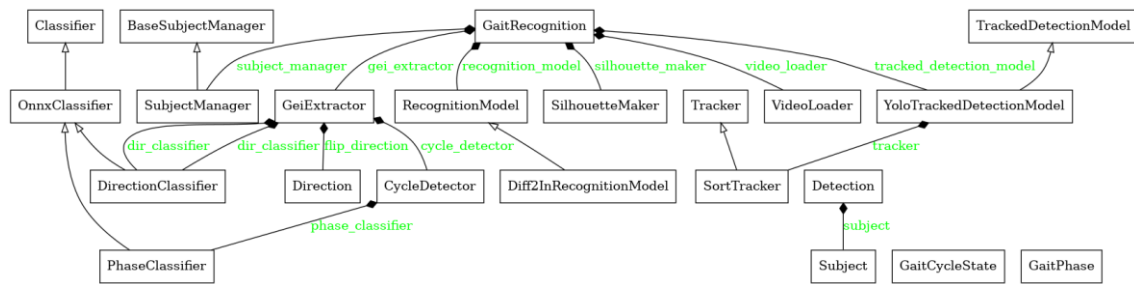 Classifier
BaseSubjectManager
GaitRecognition
TrackedDetectionModel
subject_manager
gei_extractor
recognition_model
silhouette_maker
video_loader
tracked_detection_model
OnnxClassifier
SubjectManager
GeiExtractor
RecognitionModel
SilhouetteMaker
Tracker
VideoLoader
YoloTrackedDetectionModel
dir_classifier
dir_classifier
flip_direction
cycle_detector
tracker
DirectionClassifier
Direction
CycleDetector
Diff2InRecognitionModel
SortTracker
Detection
phase_classifier
subject
PhaseClassifier
Subject
GaitCycleState
GaitPhase